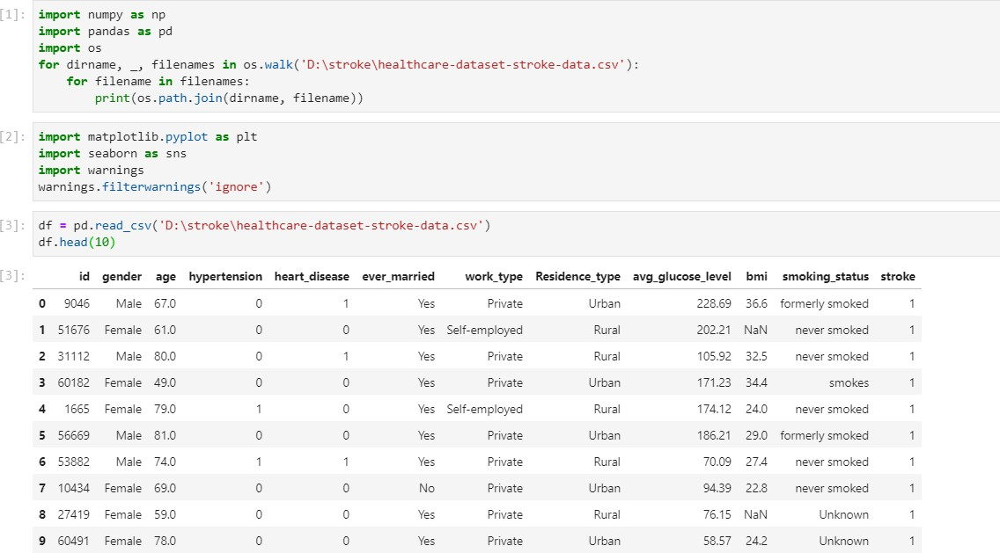 [1]: import numpy as np
import pandas as pd
import os
for dirname, _, filenames in os.walk('D:\stroke\healthcare-dataset-stroke-data.csv'):
    for filename in filenames:
        print(os.path.join(dirname, filename))
[2]: import matplotlib.pyplot as plt
import seaborn as sns
import warnings
warnings.filterwarnings('ignore')
[3]: df = pd.read_csv('D:\stroke\healthcare-dataset-stroke-data.csv')
df.head(10)
[3]: id gender age hypertension heart_disease ever_married work_type Residence_type avg_glucose_level bmi smoking_status stroke
0 9046 Male 67.0 0 1 Yes Private Urban 228.69 36.6 formerly smoked 1
1 51676 Female 61.0 0 0 Yes Self-employed Rural 202.21 NaN never smoked 1
2 31112 Male 80.0 0 1 Yes Private Rural 105.92 32.5 never smoked 1
3 60182 Female 49.0 0 0 Yes Private Urban 171.23 34.4 smokes 1
4 1665 Female 79.0 1 0 Yes Self-employed Rural 174.12 24.0 never smoked 1
5 56669 Male 81.0 0 0 Yes Private Urban 186.21 29.0 formerly smoked 1
6 53882 Male 74.0 1 1 Yes Private Rural 70.09 27.4 never smoked 1
7 10434 Female 69.0 0 0 No Private Urban 94.39 22.8 never smoked 1
8 27419 Female 59.0 0 0 Yes Private Rural 76.15 NaN Unknown 1
9 60491 Female 78.0 0 0 Yes Private Urban 58.57 24.2 Unknown 1